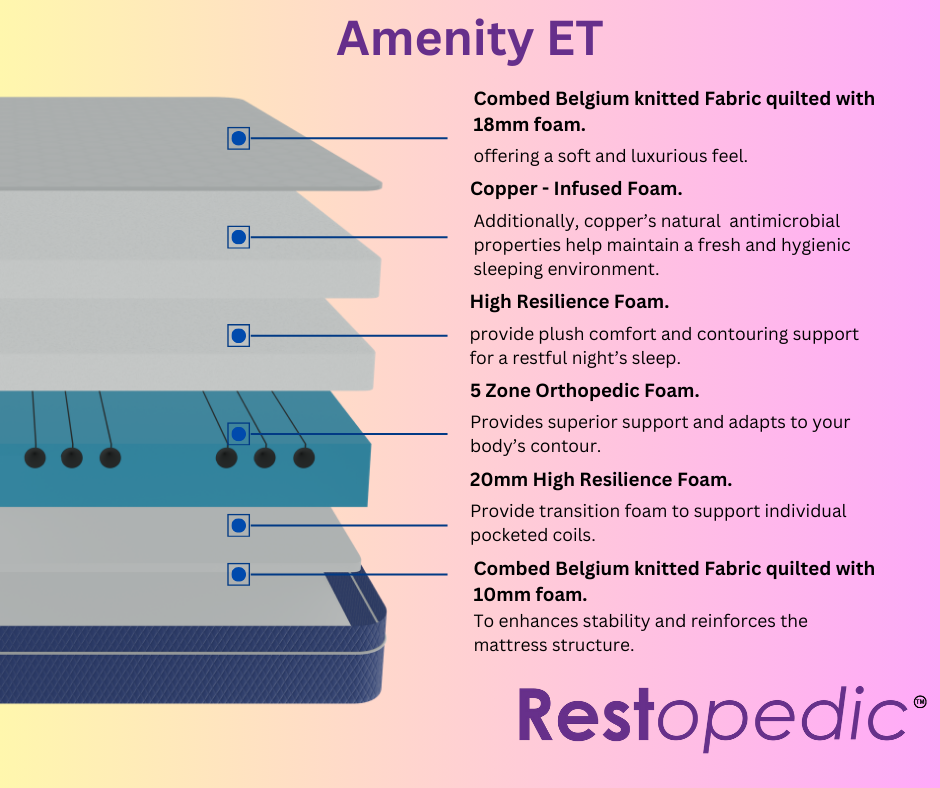 Amenity ET
Combed Belgium knitted Fabric quilted with
18mm foam.
offering a soft and luxurious feel.
Copper - Infused Foam.
Additionally, copper’s natural  antimicrobial
properties help maintain a fresh and hygienic
sleeping environment.
High Resilience Foam.
provide plush comfort and contouring support
for a restful night’s sleep.
5 Zone Orthopedic Foam.
Provides superior support and adapts to your
body’s contour.
20mm High Resilience Foam.
Provide transition foam to support individual
pocketed coils.
Combed Belgium knitted Fabric quilted with
10mm foam.
To enhances stability and reinforces the
mattress structure.
Restopedic™